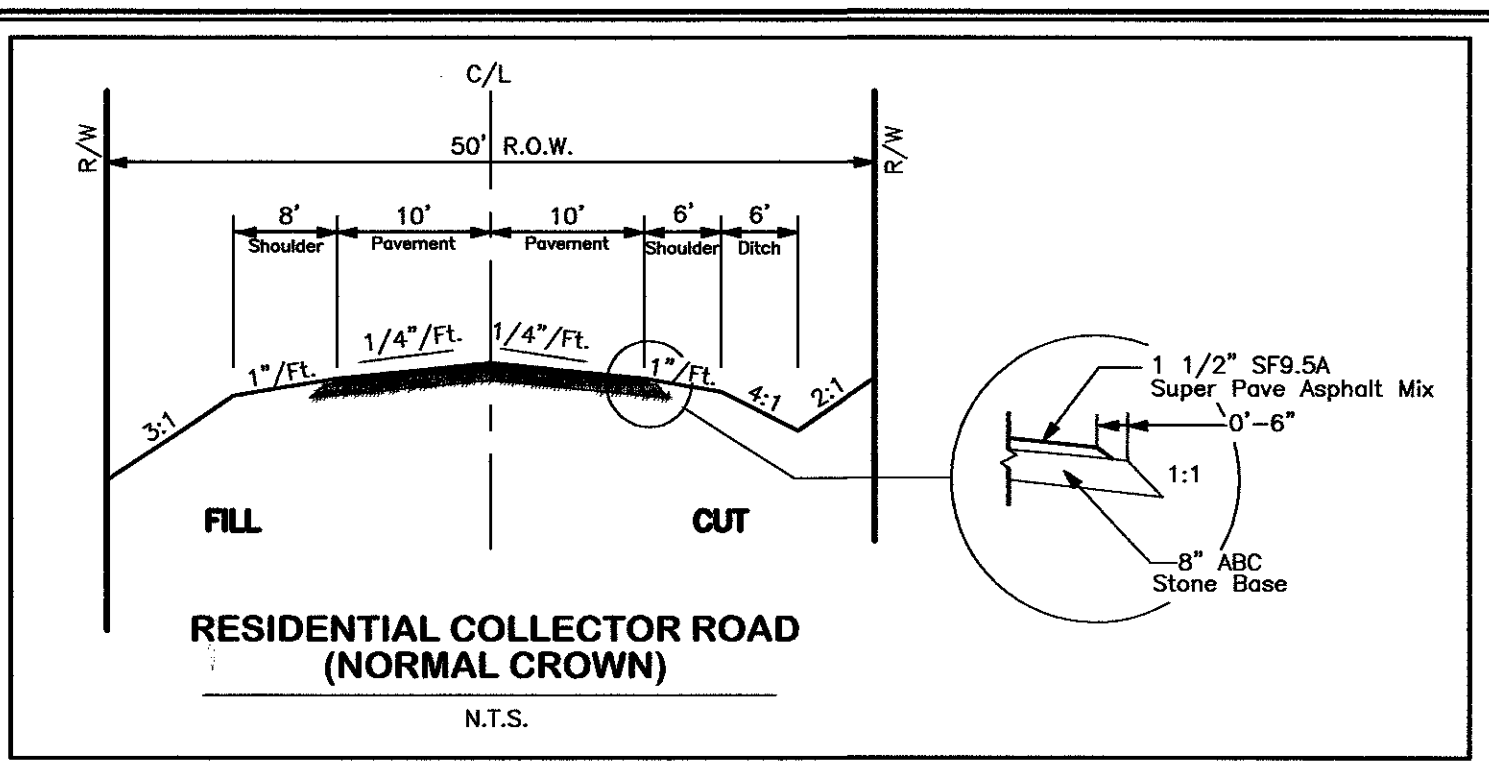 C/L
R/W
50' R.O.W.
R/W
8' 10' 10' 6' 6'
Shoulder Pavement Pavement Shoulder Ditch
1/4"/Ft. 1/4"/Ft.
1"/Ft. 1"/Ft.
3:1 4:1 2:1
FILL CUT
1 1/2" SF9.5A
Super Pave Asphalt Mix
0'-6"
1:1
8" ABC
Stone Base
RESIDENTIAL COLLECTOR ROAD
(NORMAL CROWN)
N.T.S.